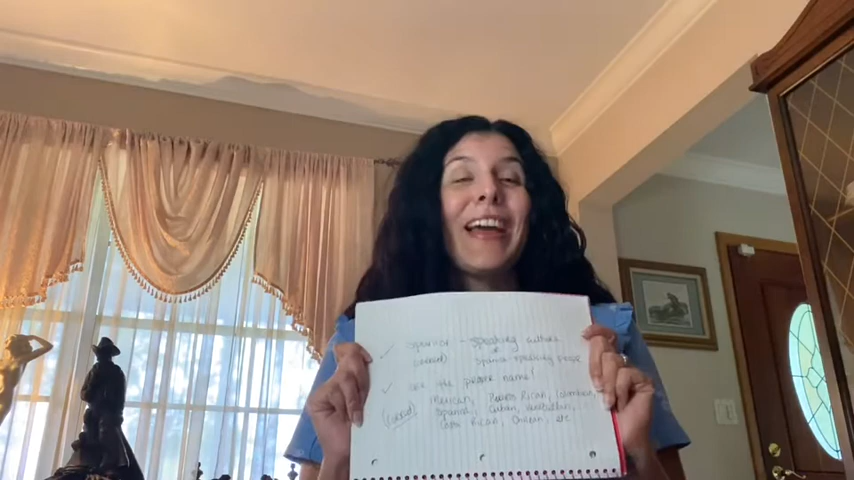 ✓ Spanish - speaking culture
or
(correct) Spanish speaking people
✓ use the proper name!
Mexican, Puerto Rican, Colombian,
(correct) Spanish, Cuban,
Costa Rican, Chilean, etc.